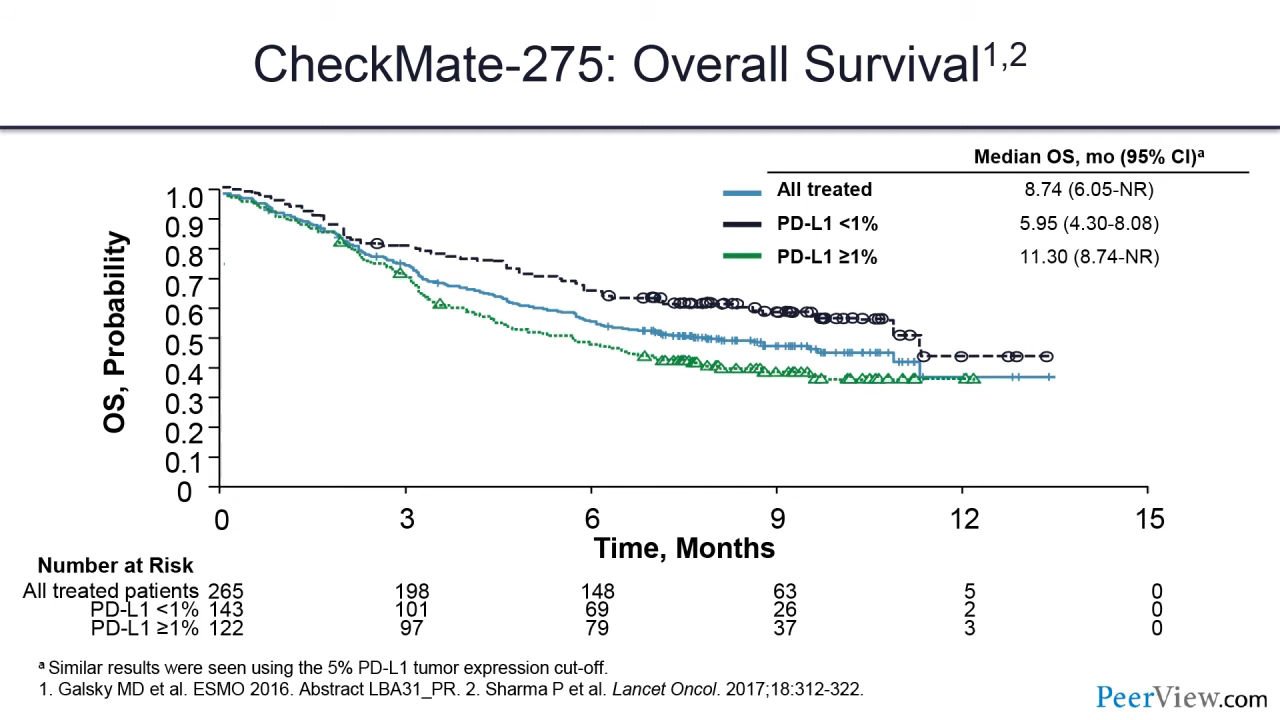 CheckMate-275: Overall Survival1,2
Median OS, mo (95% CI)a
All treated 8.74 (6.05-NR)
PD-L1 <1% 5.95 (4.30-8.08)
PD-L1 ≥1% 11.30 (8.74-NR)
OS, Probability
1.0
0.9
0.8
0.7
0.6
0.5
0.4
0.3
0.2
0.1
0
0 3 6 9 12 15
Time, Months
Number at Risk
All treated patients 265 198 148 63 5 0
PD-L1 <1% 143 101 69 26 2 0
PD-L1 ≥1% 122 97 79 37 3 0
a Similar results were seen using the 5% PD-L1 tumor expression cut-off.
1. Galsky MD et al. ESMO 2016. Abstract LBA31_PR. 2. Sharma P et al. Lancet Oncol. 2017;18:312-322.
PeerView.com